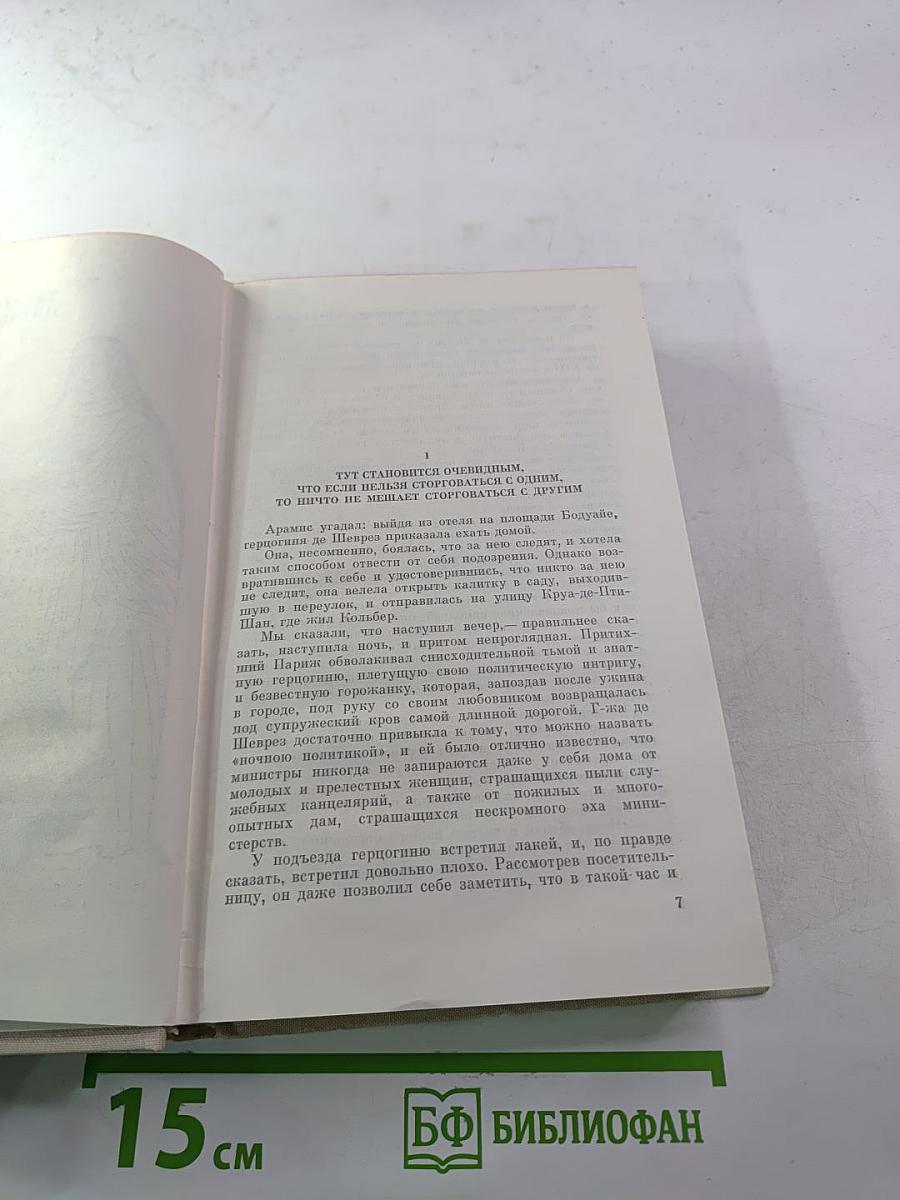 I
ТУТ СТАНОВИТСЯ ОЧЕВИДНЫМ,
ЧТО ЕСЛИ НЕЛЬЗЯ СТОРГОВАТЬСЯ С ОДНИМ,
ТО НИЧТО НЕ МЕШАЕТ СТОРГОВАТЬСЯ С ДРУГИМ
Арамис угадал: выйдя из отеля на площади Бодуайе,
герцогиня де Шеврез приказала ехать домой.
Она, несомненно, боялась, что за нею следят, и хотела
таким способом отвести от себя подозрения. Однако воз-
вратившись к себе и удостоверившись, что никто за нею
не следит, она велела открыть калитку в саду, выходив-
шую в переулок, и отправилась на улицу Круа-де-Пти-
Шан, где жил Кольбер.
Мы сказали, что наступил вечер,— правильнее ска-
зать, наступила ночь, и притом непроглядная. Притих-
ший Париж обволакивал снисходительной тьмой и знат-
ную герцогиню, плетущую свою политическую интригу,
и безвестную горожанку, которая, запоздав после ужина
в городе, под руку со своим любовником возвращалась
под супружеский кров самой длинной дорогой. Г-жа де
Шеврез достаточно привыкла к тому, что можно назвать
«ночною политикой», и ей было отлично известно, что
министры никогда не запираются даже у себя дома от
молодых и прелестных женщин, страшащихся пыли слу-
жебных канцелярий, а также от пожилых и много-
опытных дам, страшащихся нескромного эха мини-
стерств.
У подъезда герцогиню встретил лакей, и, по правде
сказать, встретил довольно плохо. Рассмотрев посетитель-
ницу, он даже позволил себе заметить, что в такой час и
7
15 см
БФ БИБЛИОФАН